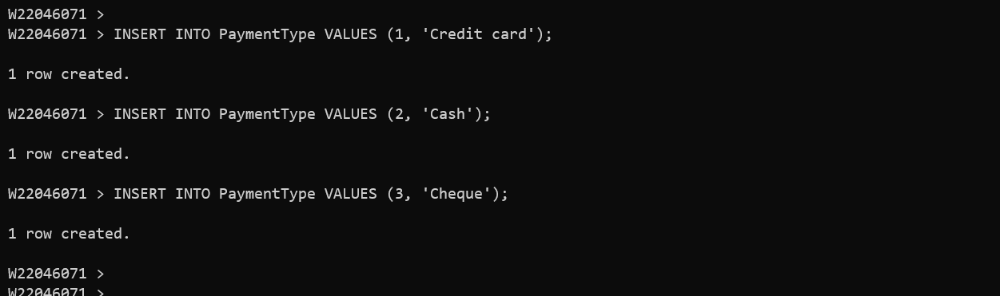 W22046071 >
W22046071 > INSERT INTO PaymentType VALUES (1, 'Credit card');
1 row created.
W22046071 > INSERT INTO PaymentType VALUES (2, 'Cash');
1 row created.
W22046071 > INSERT INTO PaymentType VALUES (3, 'Cheque');
1 row created.
W22046071 >
W22046071 >